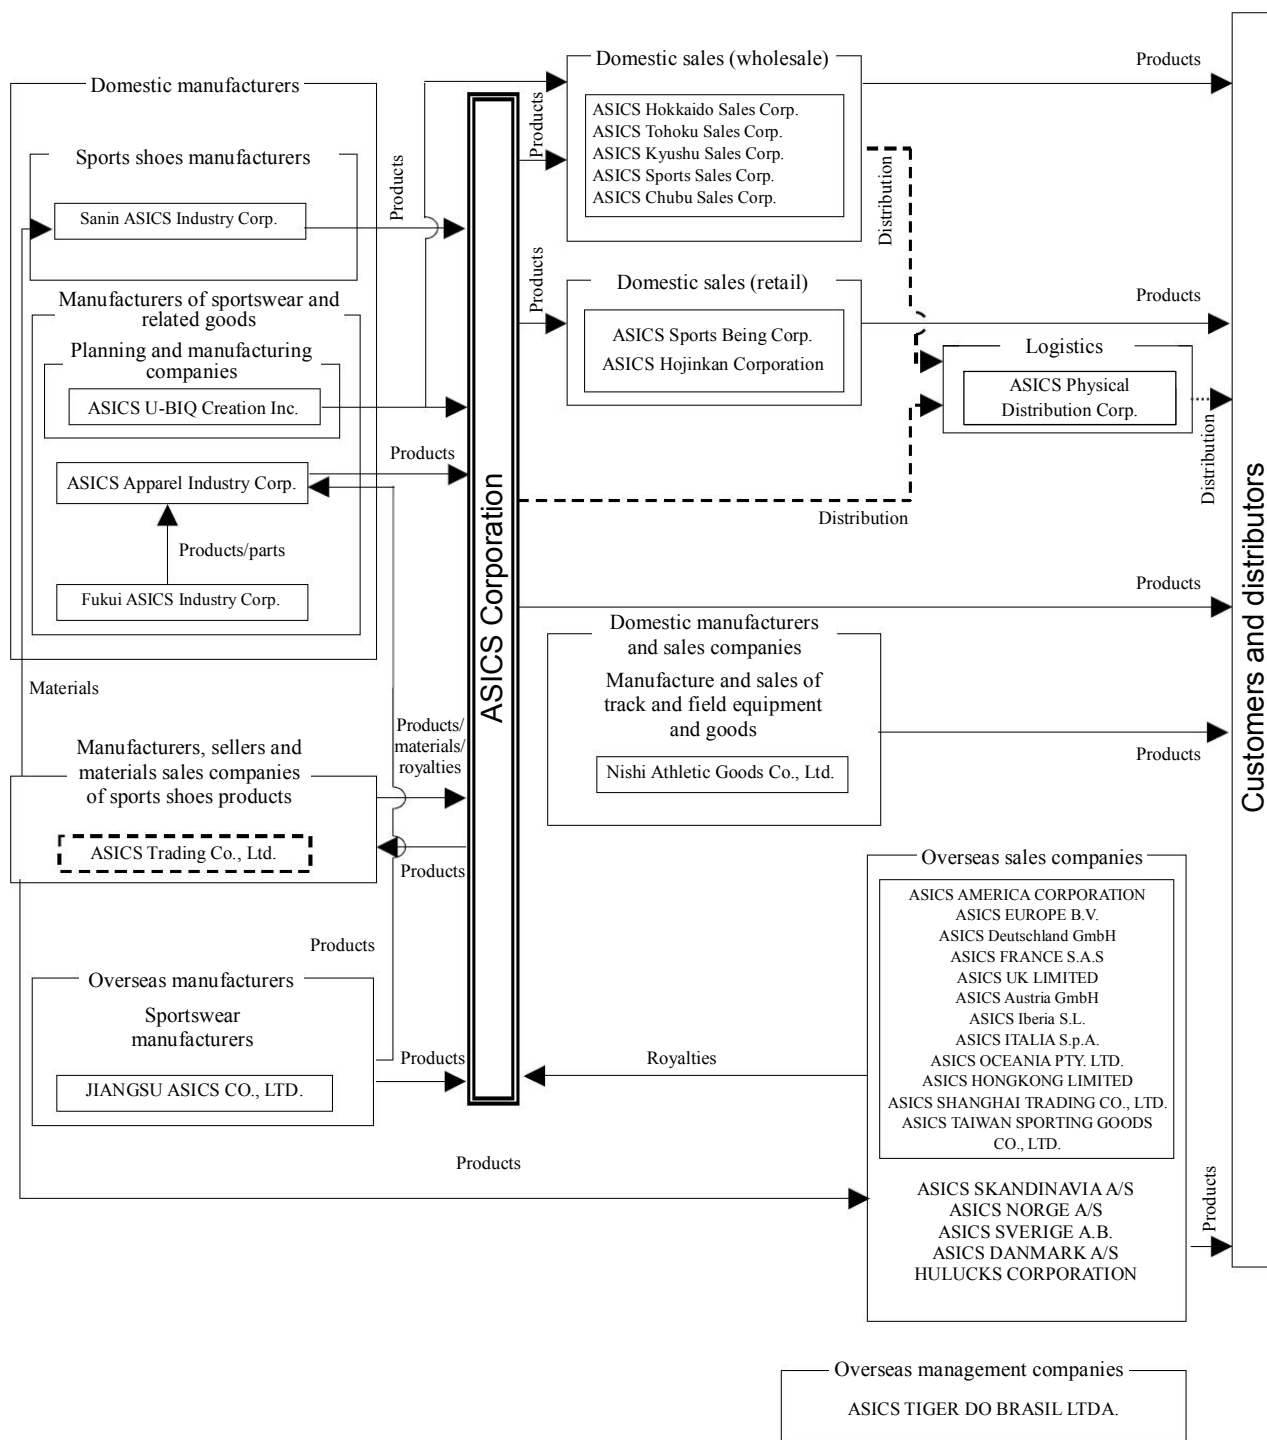 Domestic manufacturers
Sports shoes manufacturers
Sanin ASICS Industry Corp.
Manufacturers of sportswear and
related goods
Planning and manufacturing
companies
ASICS U-BIQ Creation Inc.
ASICS Apparel Industry Corp.
Products/parts
Fukui ASICS Industry Corp.
Materials
Manufacturers, sellers and
materials sales companies
of sports shoes products
ASICS Trading Co., Ltd.
Products
Overseas manufacturers
Sportswear
manufacturers
JIANGSU ASICS CO., LTD.
Products
Products
Products/
materials/
royalties
Products
Products
Products
ASICS Corporation
Products
Domestic sales (wholesale)
ASICS Hokkaido Sales Corp.
ASICS Tohoku Sales Corp.
ASICS Kyushu Sales Corp.
ASICS Sports Sales Corp.
ASICS Chubu Sales Corp.
Products
Distribution
Products
Domestic sales (retail)
ASICS Sports Being Corp.
ASICS Hojinkan Corporation
Products
Logistics
ASICS Physical
Distribution Corp.
Distribution
Distribution
Products
Domestic manufacturers
and sales companies
Manufacture and sales of
track and field equipment
and goods
Nishi Athletic Goods Co., Ltd.
Products
Overseas sales companies
ASICS AMERICA CORPORATION
ASICS EUROPE B.V.
ASICS Deutschland GmbH
ASICS FRANCE S.A.S
ASICS UK LIMITED
ASICS Austria GmbH
ASICS Iberia S.L.
ASICS ITALIA S.p.A.
ASICS OCEANIA PTY. LTD.
ASICS HONGKONG LIMITED
ASICS SHANGHAI TRADING CO., LTD.
ASICS TAIWAN SPORTING GOODS
CO., LTD.
Royalties
ASICS SKANDINAVIA A/S
ASICS NORGE A/S
ASICS SVERIGE A.B.
ASICS DANMARK A/S
HULUCKS CORPORATION
Products
Customers and distributors
Overseas management companies
ASICS TIGER DO BRASIL LTDA.